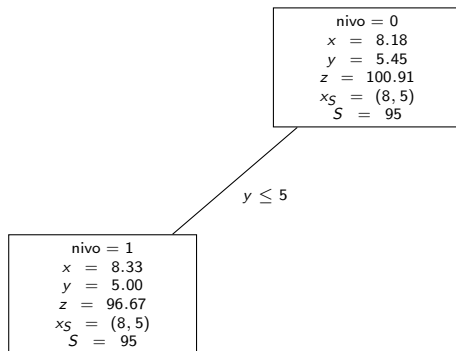 nivo = 0
x = 8.18
y = 5.45
z = 100.91
x_S = (8, 5)
S = 95
y ≤ 5
nivo = 1
x = 8.33
y = 5.00
z = 96.67
x_S = (8, 5)
S = 95